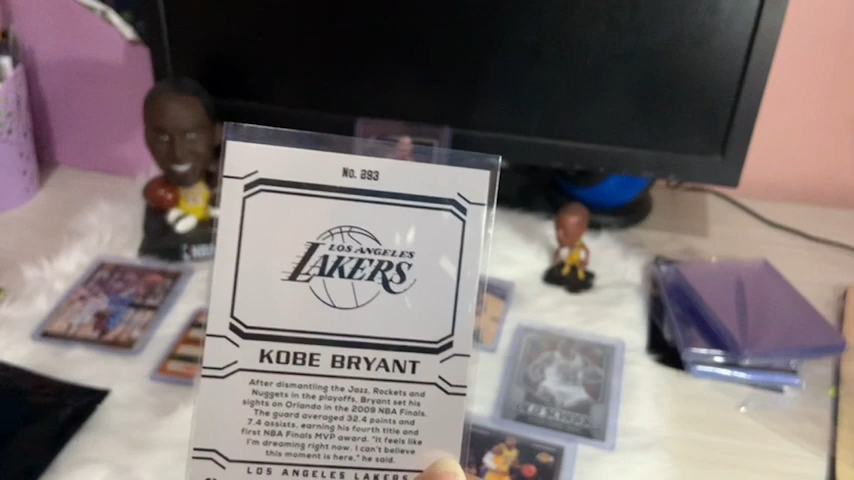 No. 293
LOS ANGELES
LAKERS
KOBE BRYANT
After dismantling the Jazz, Rockets and
Nuggets in the playoffs, Bryant set his
sights on Orlando in the 2009 NBA Finals.
The guard averaged 32.4 points and
7.4 assists, earning his fourth title and
first NBA Finals MVP award. "It feels like
I'm dreaming right now. I can't believe
this moment is here," he said.
LOS ANGELES LAKERS